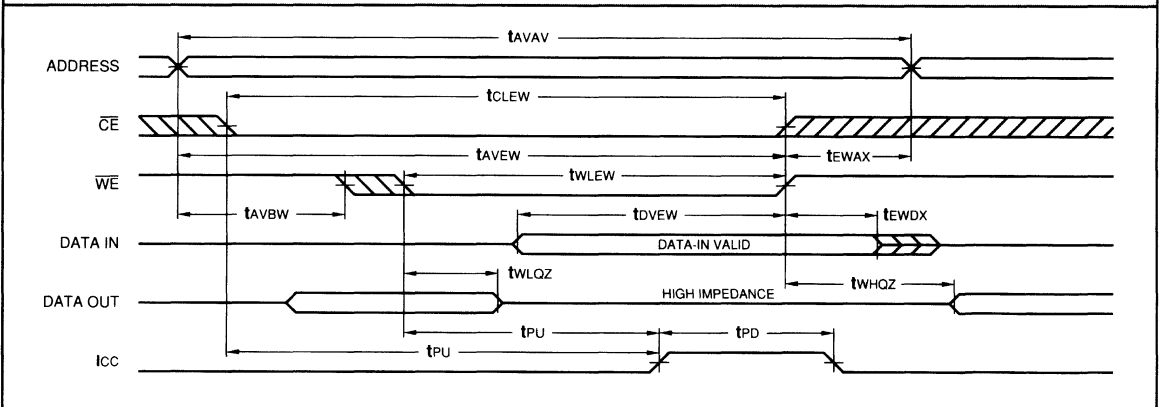 tAVAV
ADDRESS
tCLEW
CE
tAVEW
tEWAX
WE
tWLEW
tAVBW
tDVEW
tEWDX
DATA IN
DATA-IN VALID
tWLQZ
tWHQZ
DATA OUT
HIGH IMPEDANCE
tPU
tPD
tPU
ICC